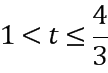 1 < t ≤ 4/3